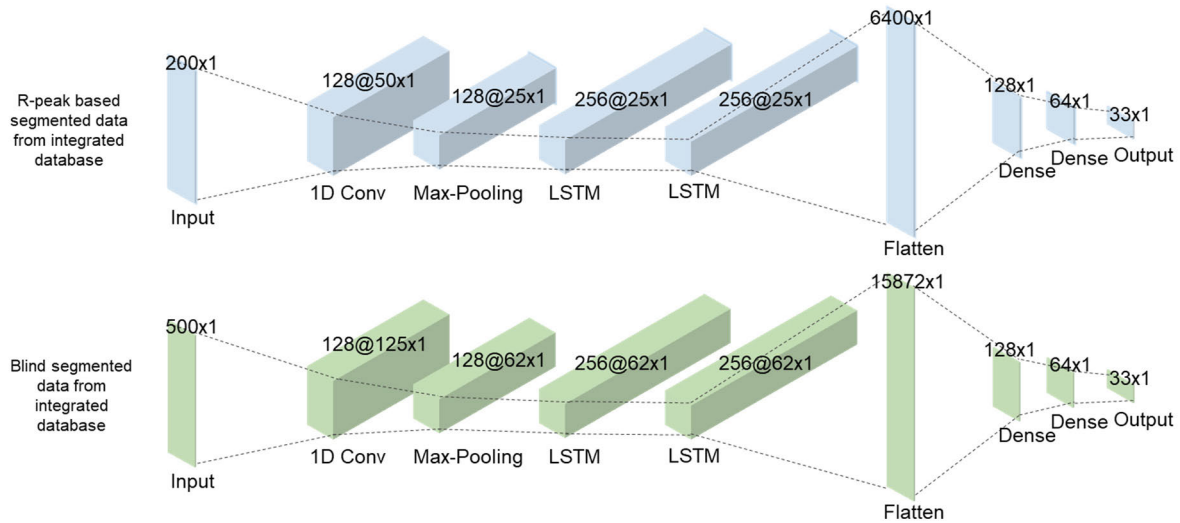 R-peak based
segmented data
from integrated
database
200x1
128@50x1
128@25x1
256@25x1
256@25x1
6400x1
128x1
64x1
33x1
Input
1D Conv
Max-Pooling
LSTM
LSTM
Flatten
Dense
Dense
Output
Blind segmented
data from
integrated
database
500x1
128@125x1
128@62x1
256@62x1
256@62x1
15872x1
128x1
64x1
33x1
Input
1D Conv
Max-Pooling
LSTM
LSTM
Flatten
Dense
Dense
Output